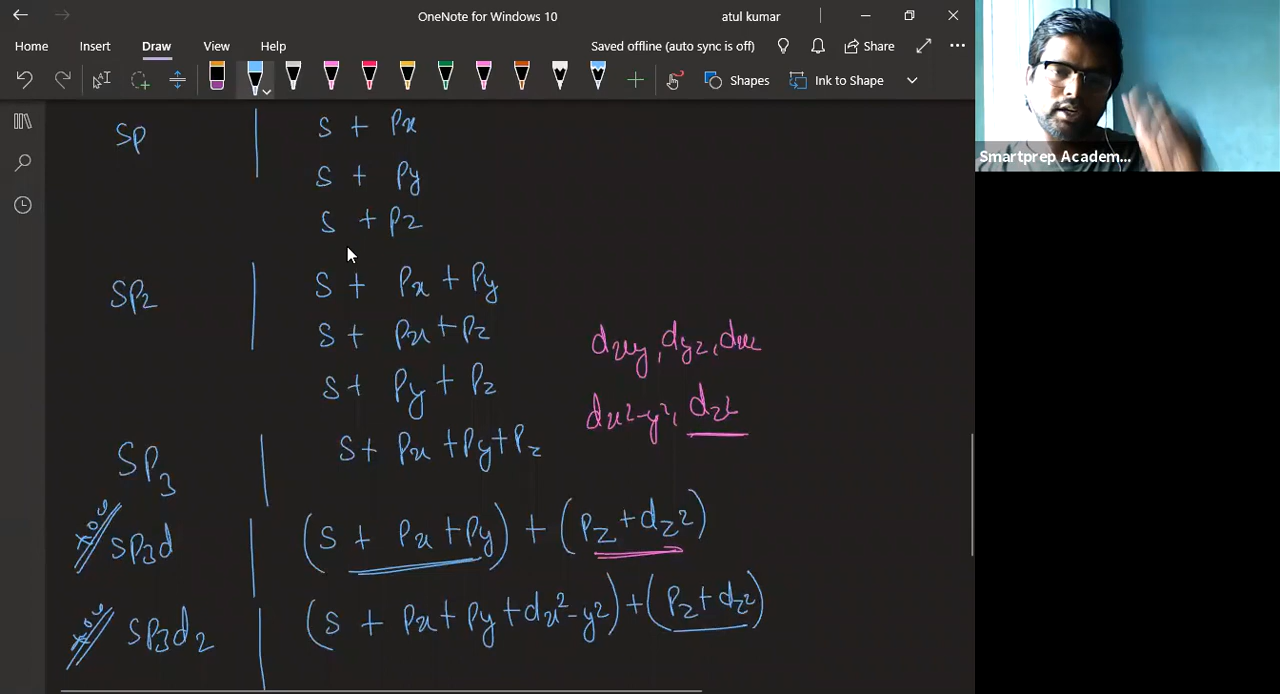 OneNote for Windows 10
atul kumar
Home Insert Draw View Help
Saved offline (auto sync is off)
Share
Shapes
Ink to Shape
Smartprep Academ...
sp | s + Px
s + Py
s + Pz
sp2 | s + Px + Py
s + Px + Pz
s + Py + Pz
dxy, dyz, dxz
dx²-y², dz²
sp3 | s + Px + Py + Pz
sp3d | (s + Px + Py) + (Pz + dz²)
sp3d2 | (s + Px + Py + dx²-y²) + (Pz + dz²)